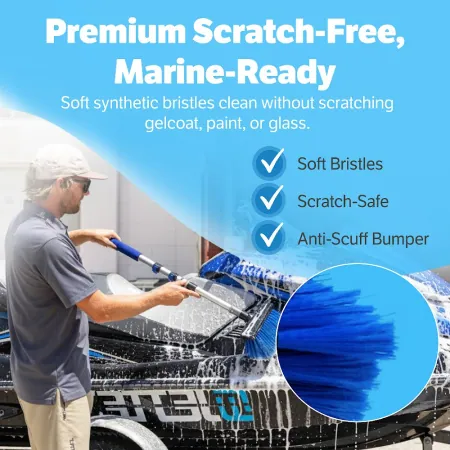 Premium Scratch-Free,
Marine-Ready
Soft synthetic bristles clean without scratching
gelcoat, paint, or glass.
Soft Bristles
Scratch-Safe
Anti-Scuff Bumper